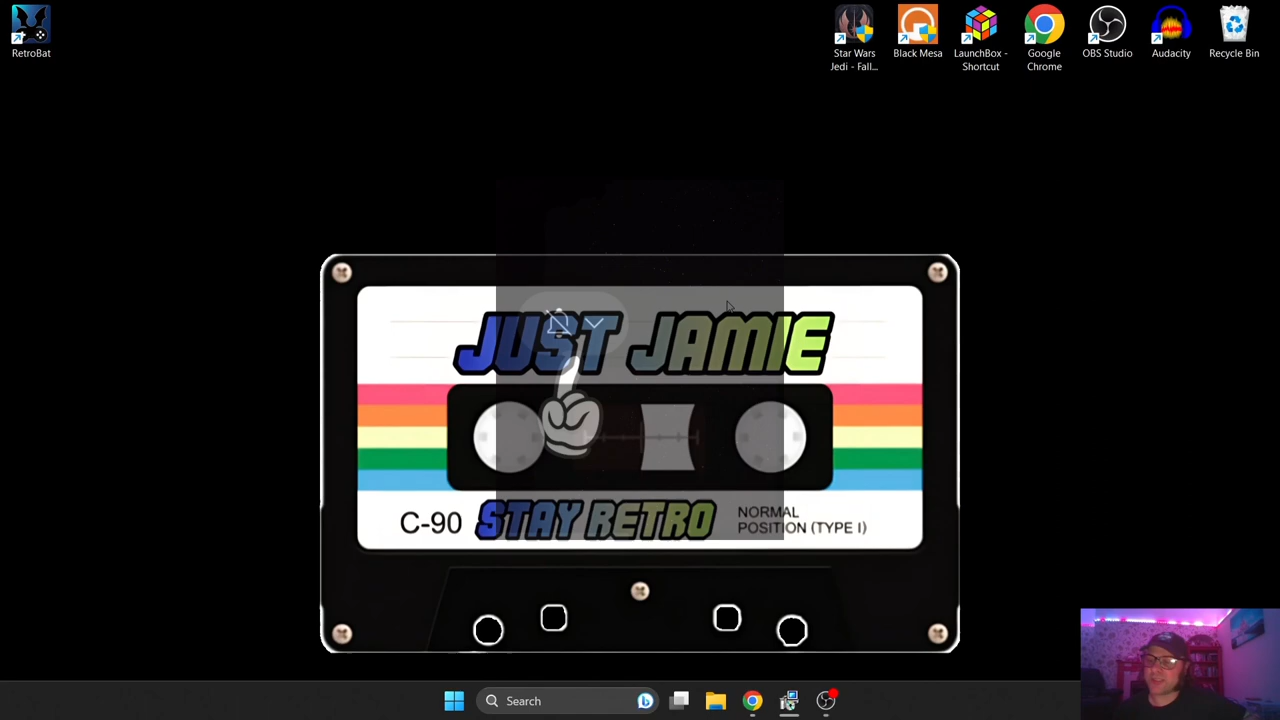 RetroBat
Star Wars
Jedi - Fall...
Black Mesa
LaunchBox -
Shortcut
Google
Chrome
OBS Studio
Audacity
Recycle Bin
JUST JAMIE
C-90
STAY RETRO
NORMAL
POSITION (TYPE I)
Search